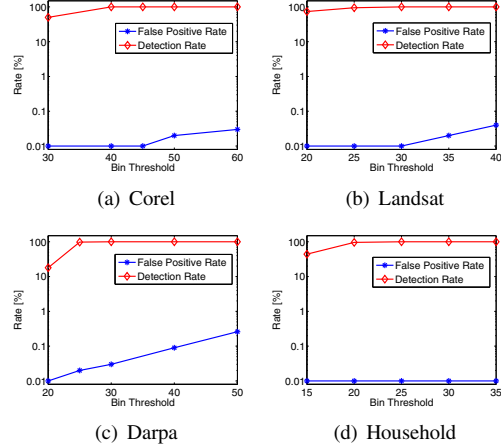 100
10
1
0.1
0.01
Rate [%]
False Positive Rate
Detection Rate
30 40 50 60
Bin Threshold
(a) Corel
100
10
1
0.1
0.01
Rate [%]
False Positive Rate
Detection Rate
20 25 30 35 40
Bin Threshold
(b) Landsat
100
10
1
0.1
0.01
Rate [%]
False Positive Rate
Detection Rate
20 30 40 50
Bin Threshold
(c) Darpa
100
10
1
0.1
0.01
Rate [%]
False Positive Rate
Detection Rate
15 20 25 30 35
Bin Threshold
(d) Household